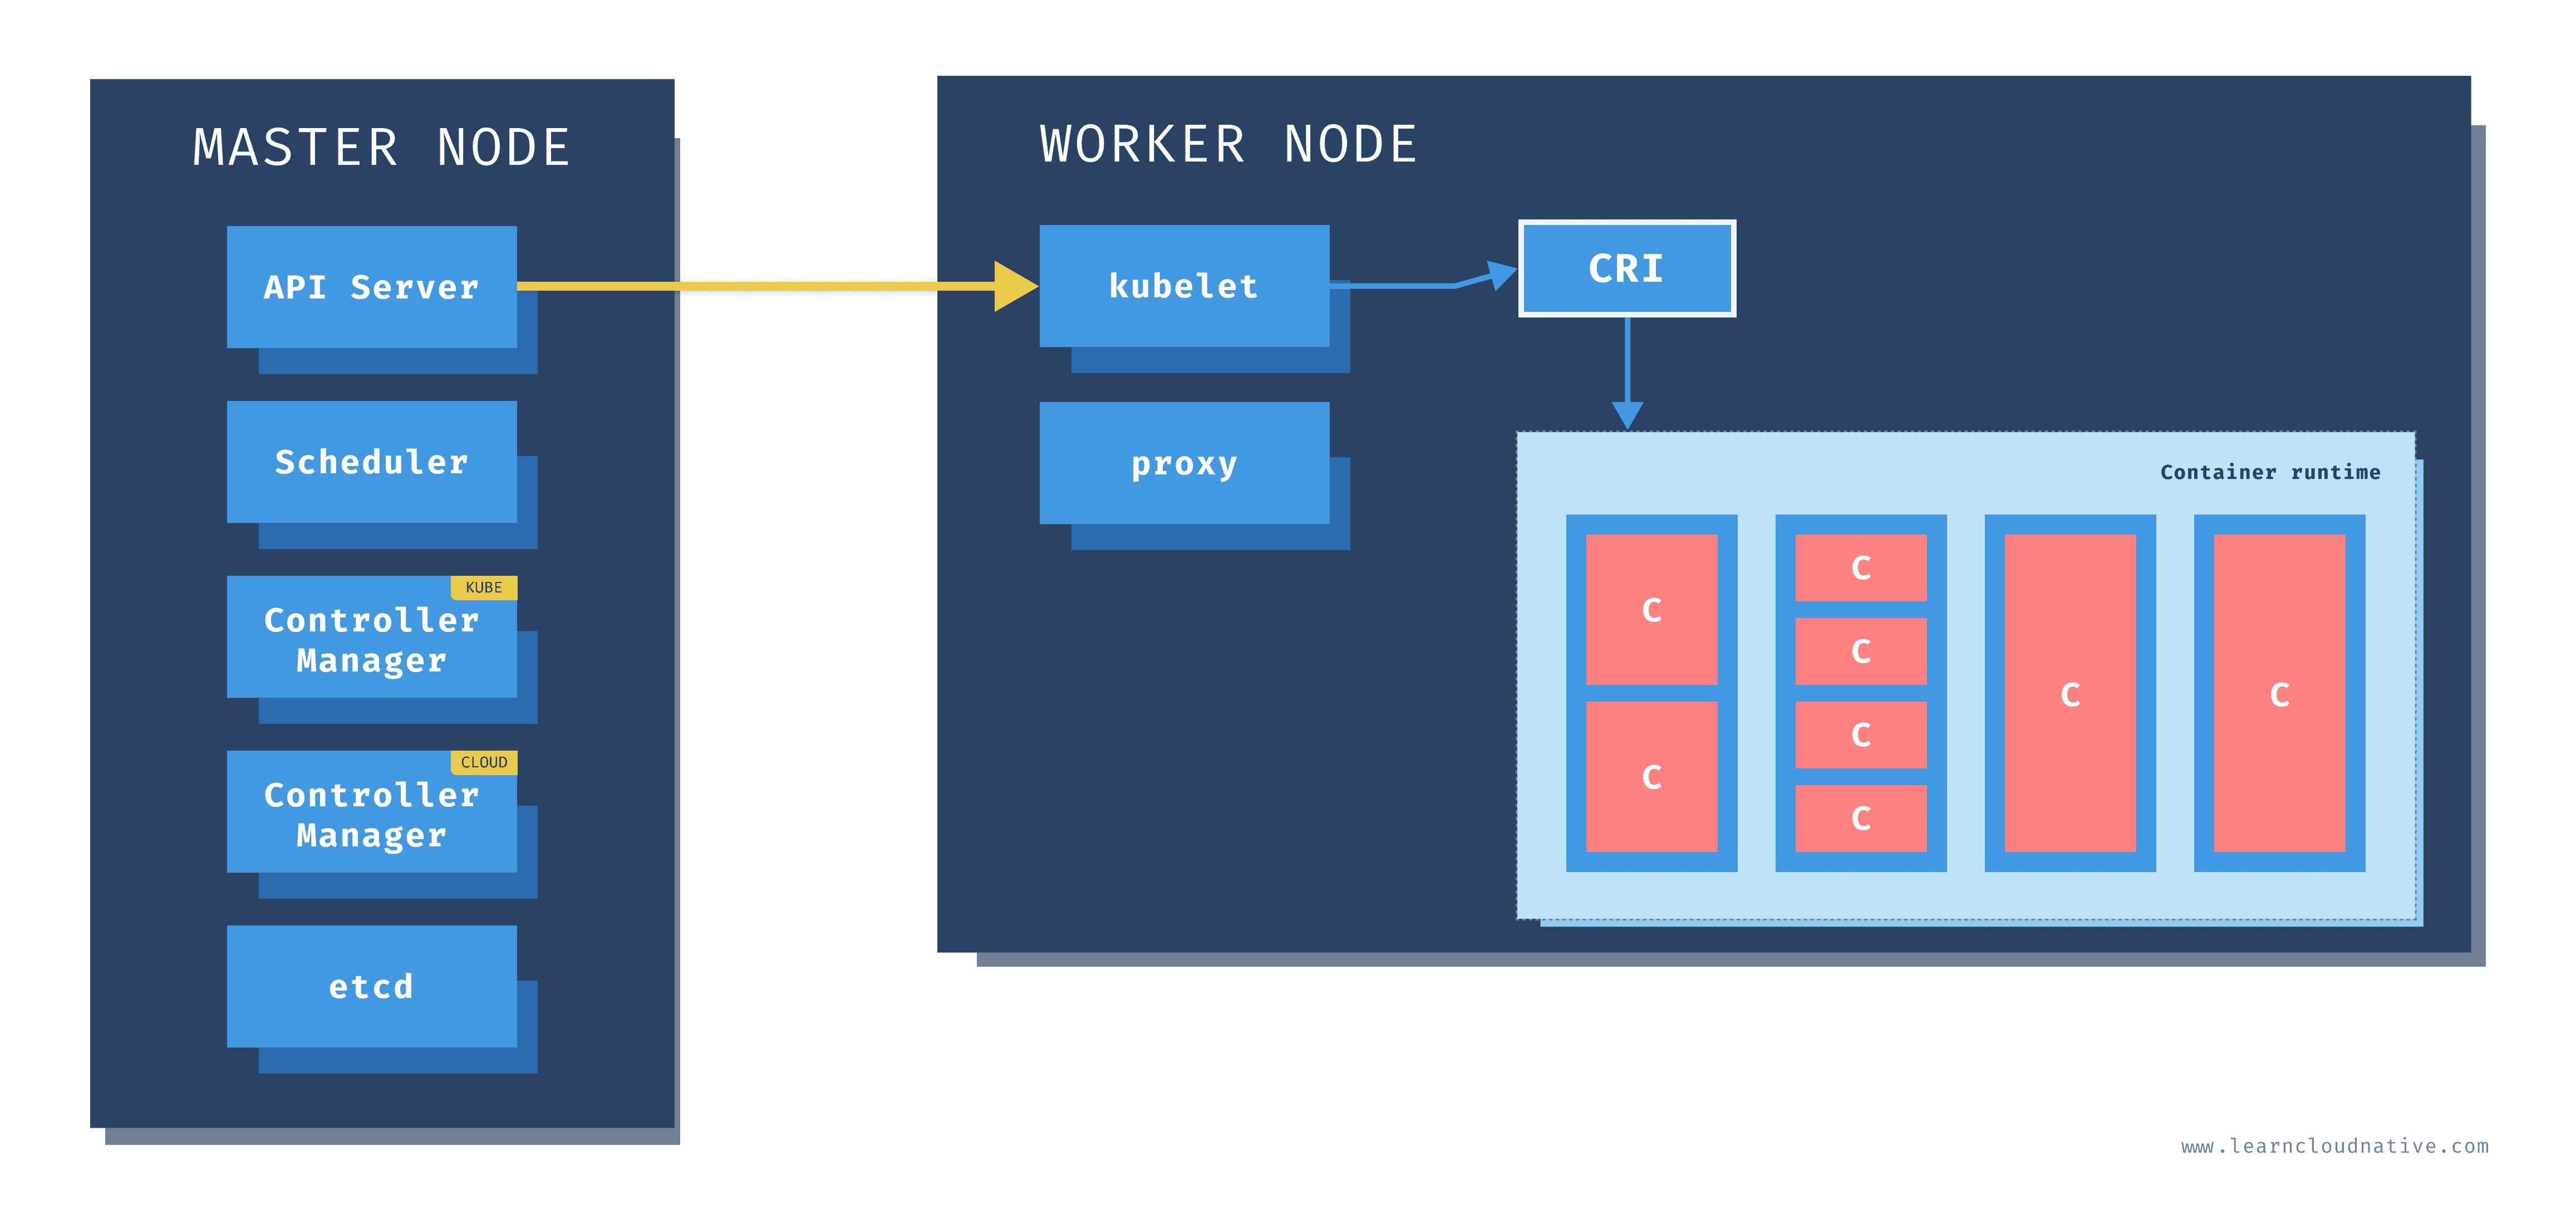 MASTER NODE
API Server
Scheduler
KUBE
Controller
Manager
CLOUD
Controller
Manager
etcd
WORKER NODE
kubelet
CRI
proxy
Container runtime
C
C
C
C
C
C
C
C
www.learncloudnative.com